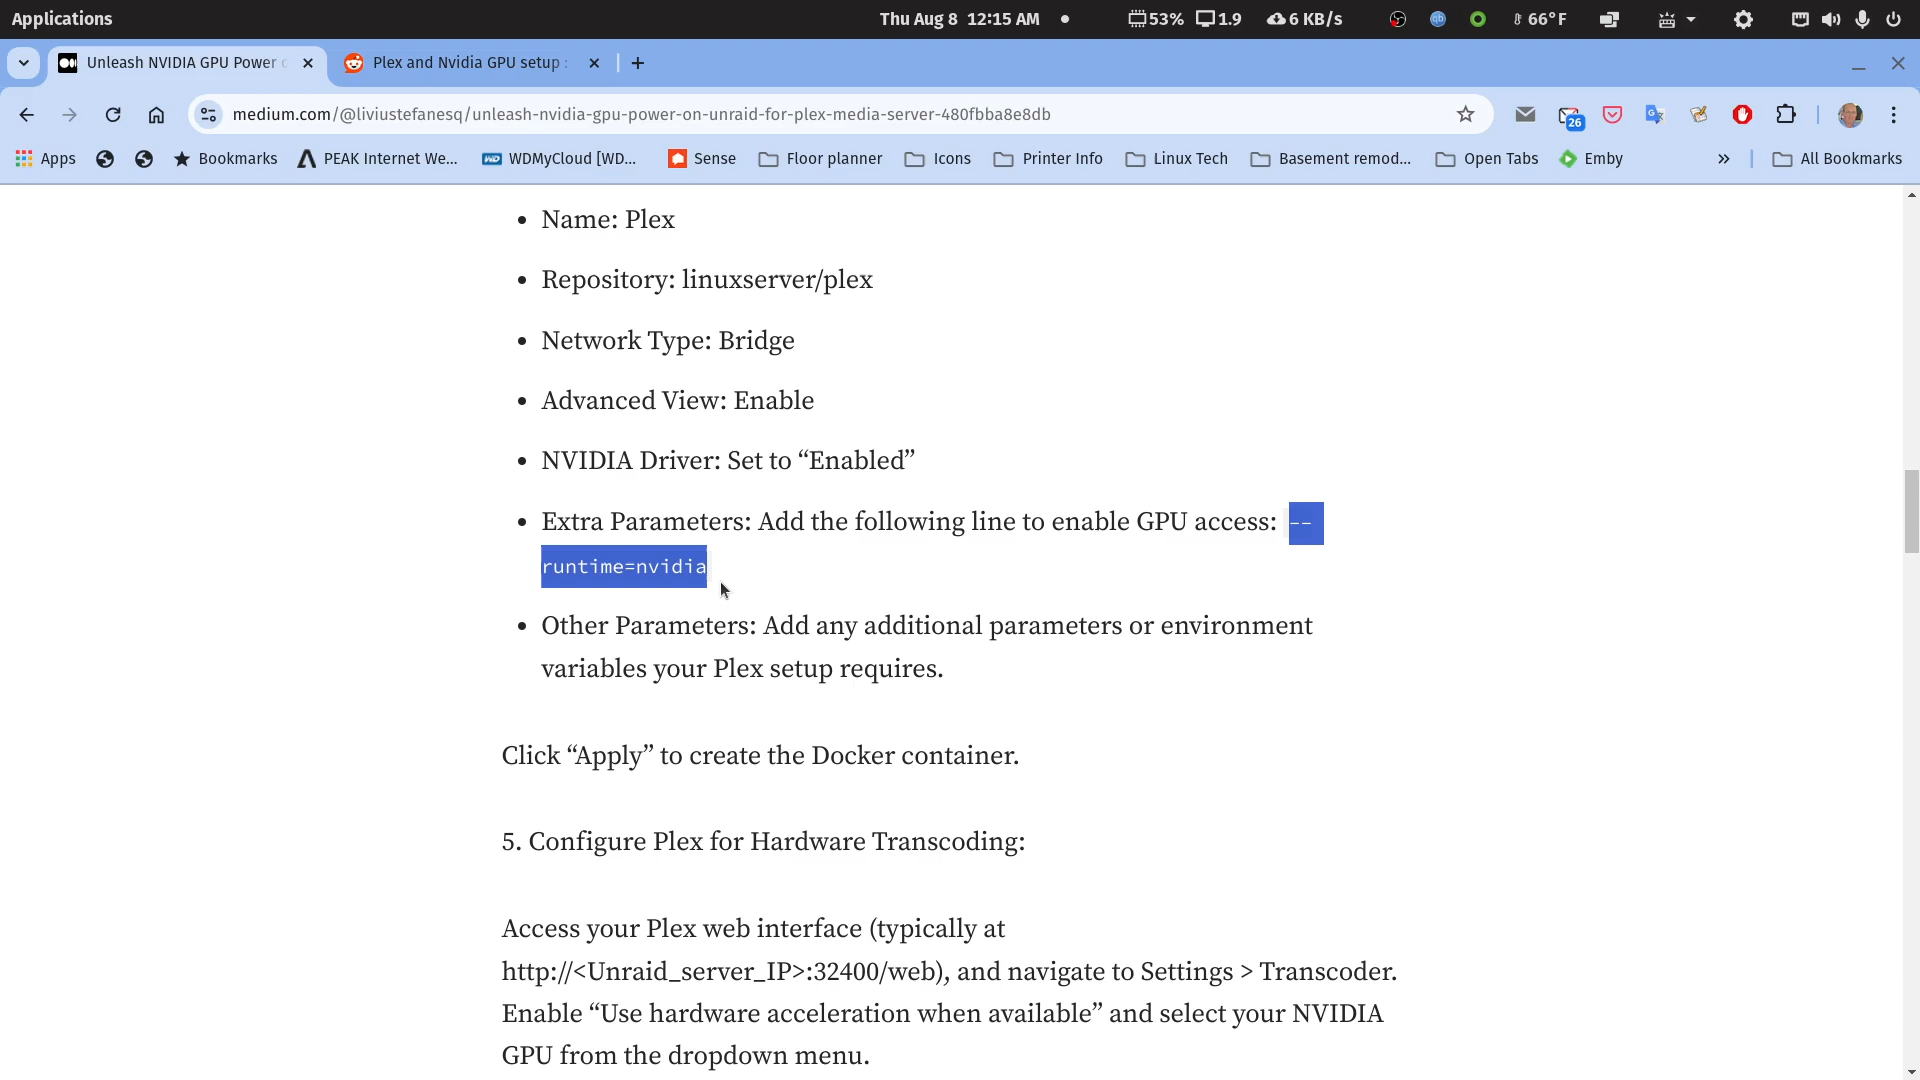 Applications
Thu Aug 8 12:15 AM
53% 1.9 6 KB/s
66°F
Unleash NVIDIA GPU Power
Plex and Nvidia GPU setup
medium.com/@liviustefanesq/unleash-nvidia-gpu-power-on-unraid-for-plex-media-server-480fbba8e8db
26
Apps Bookmarks PEAK Internet We... WDMyCloud [WD... Sense Floor planner Icons Printer Info Linux Tech Basement remod... Open Tabs Emby » All Bookmarks
• Name: Plex
• Repository: linuxserver/plex
• Network Type: Bridge
• Advanced View: Enable
• NVIDIA Driver: Set to “Enabled”
• Extra Parameters: Add the following line to enable GPU access: --
runtime=nvidia
• Other Parameters: Add any additional parameters or environment
variables your Plex setup requires.
Click “Apply” to create the Docker container.
5. Configure Plex for Hardware Transcoding:
Access your Plex web interface (typically at
http://<Unraid_server_IP>:32400/web), and navigate to Settings > Transcoder.
Enable “Use hardware acceleration when available” and select your NVIDIA
GPU from the dropdown menu.